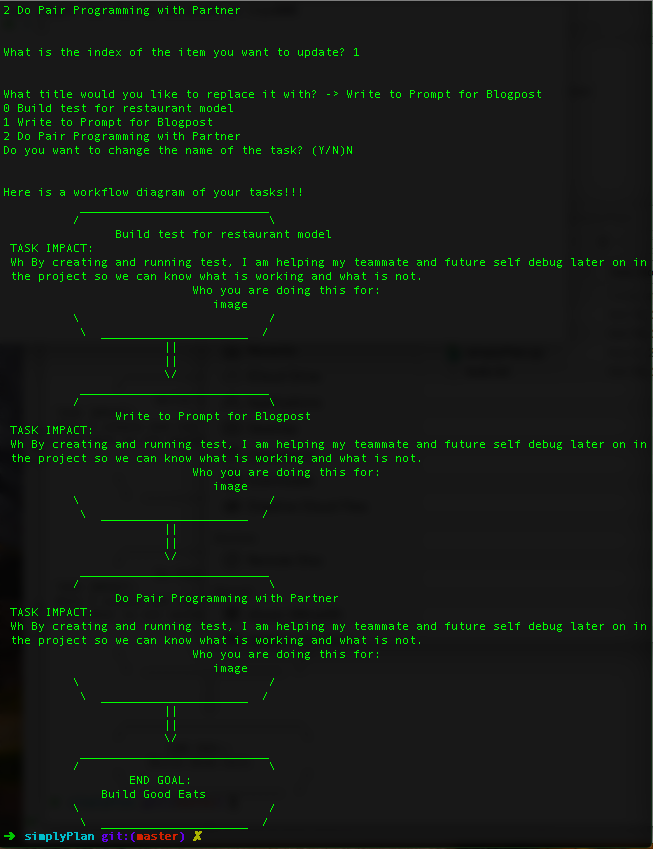 2 Do Pair Programming with Partner
What is the index of the item you want to update? 1
What title would you like to replace it with? -> Write to Prompt for Blogpost
0 Build test for restaurant model
1 Write to Prompt for Blogpost
2 Do Pair Programming with Partner
Do you want to change the name of the task? (Y/N)N
Here is a workflow diagram of your tasks!!!
Build test for restaurant model
TASK IMPACT:
Wh By creating and running test, I am helping my teammate and future self debug later on in
the project so we can know what is working and what is not.
Who you are doing this for:
image
Write to Prompt for Blogpost
TASK IMPACT:
Wh By creating and running test, I am helping my teammate and future self debug later on in
the project so we can know what is working and what is not.
Who you are doing this for:
image
Do Pair Programming with Partner
TASK IMPACT:
Wh By creating and running test, I am helping my teammate and future self debug later on in
the project so we can know what is working and what is not.
Who you are doing this for:
image
END GOAL:
Build Good Eats
➜ simplyPlan git:(master) ✗